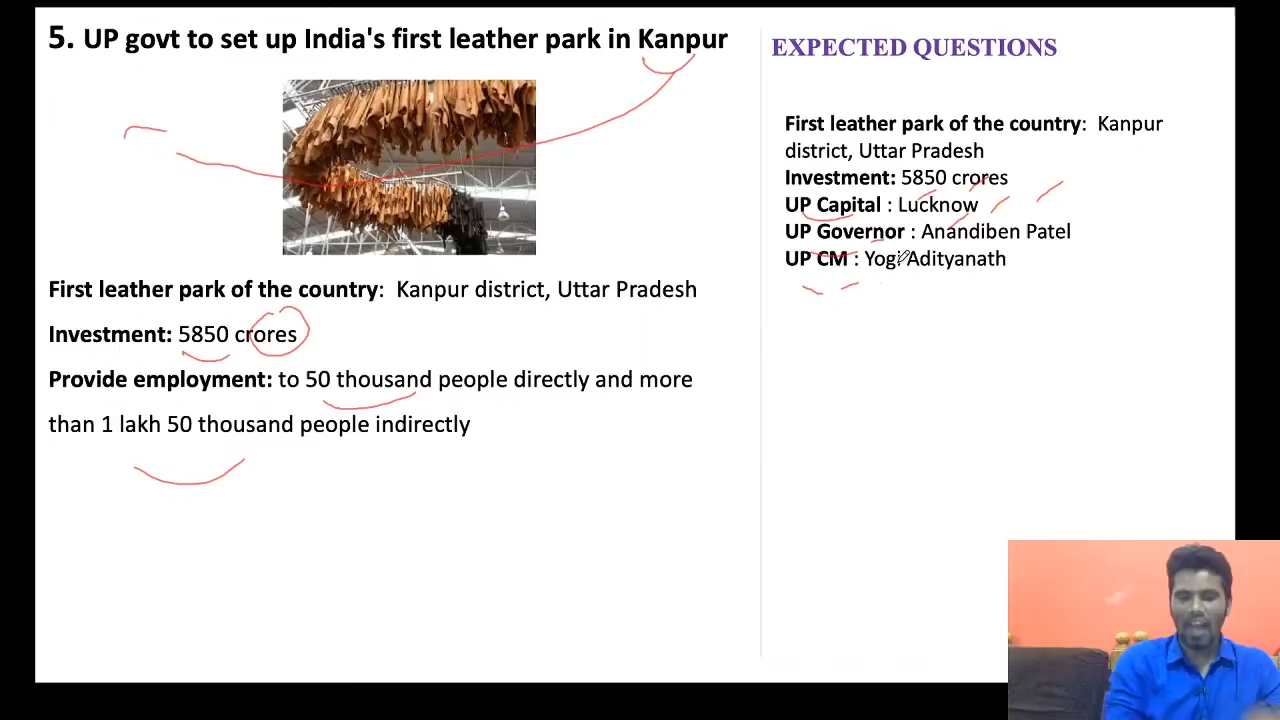 5. UP govt to set up India's first leather park in Kanpur
First leather park of the country: Kanpur district, Uttar Pradesh
Investment: 5850 crores
Provide employment: to 50 thousand people directly and more
than 1 lakh 50 thousand people indirectly
EXPECTED QUESTIONS
First leather park of the country: Kanpur
district, Uttar Pradesh
Investment: 5850 crores
UP Capital : Lucknow
UP Governor : Anandiben Patel
UP CM : Yogi Adityanath